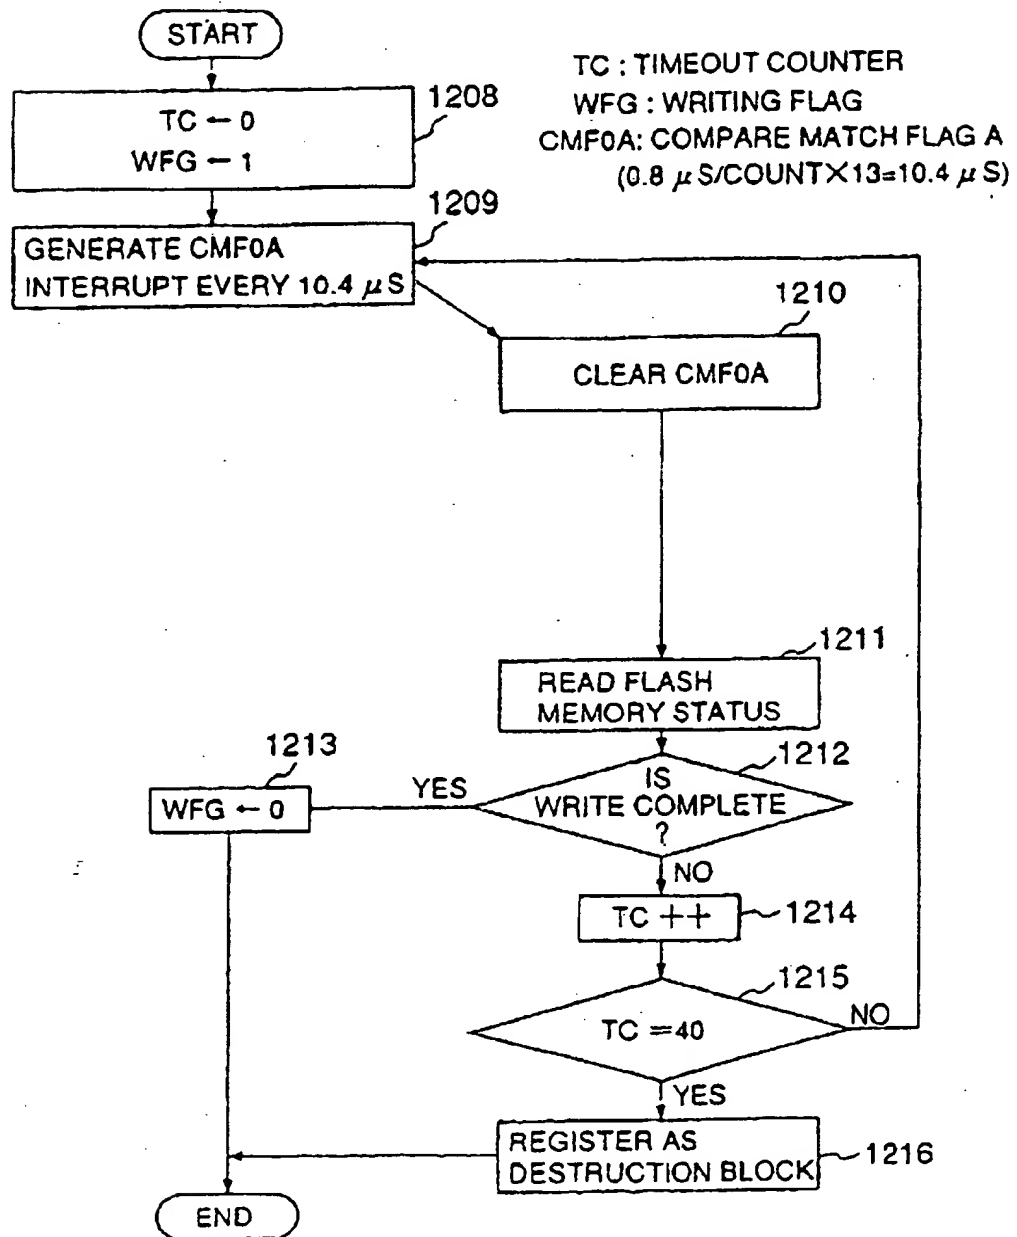 START
TC : TIMEOUT COUNTER
WFG : WRITING FLAG
CMF0A: COMPARE MATCH FLAG A
(0.8 μS/COUNT×13=10.4 μS)
1208
TC ← 0
WFG ← 1
1209
GENERATE CMF0A
INTERRUPT EVERY 10.4 μS
1210
CLEAR CMF0A
1211
READ FLASH
MEMORY STATUS
1212
IS
WRITE COMPLETE
?
YES
1213
WFG ← 0
NO
TC ++
1214
1215
TC =40
NO
YES
REGISTER AS
DESTRUCTION BLOCK
1216
END